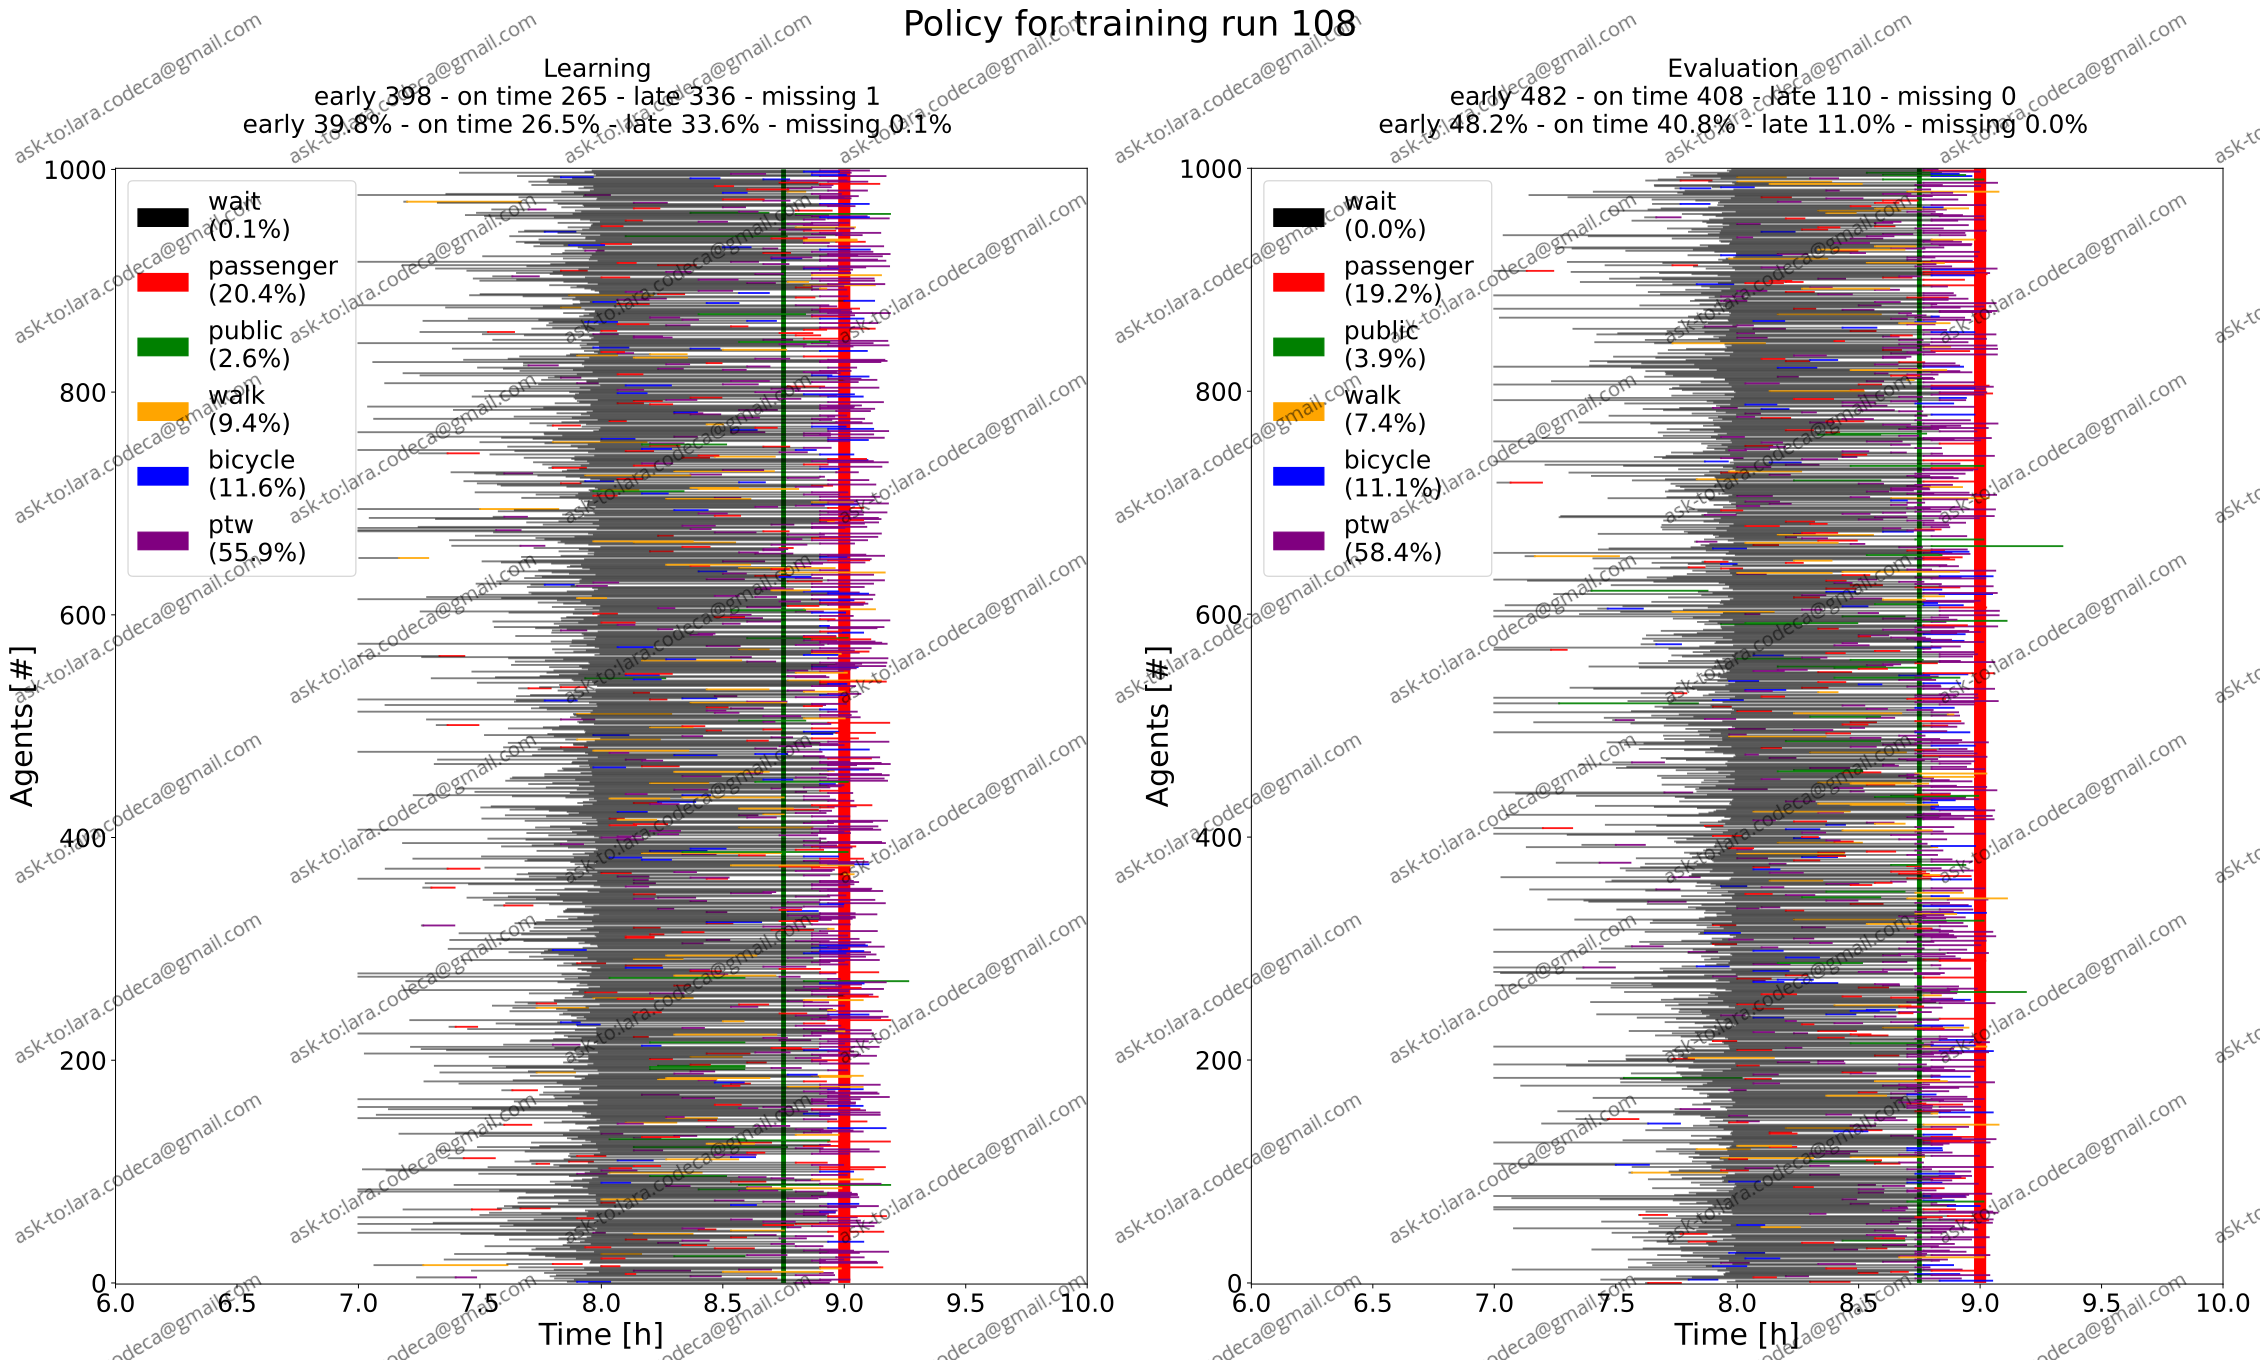 Policy for training run 108
Learning
early 398 - on time 265 - late 336 - missing 1
early 39.8% - on time 26.5% - late 33.6% - missing 0.1%
1000
800
600
400
200
0
Agents [#]
wait
(0.1%)
passenger
(20.4%)
public
(2.6%)
walk
(9.4%)
bicycle
(11.6%)
ptw
(55.9%)
6.0 6.5 7.0 7.5 8.0 8.5 9.0 9.5 10.0
Time [h]
Evaluation
early 482 - on time 408 - late 110 - missing 0
early 48.2% - on time 40.8% - late 11.0% - missing 0.0%
1000
800
600
400
200
0
Agents [#]
wait
(0.0%)
passenger
(19.2%)
public
(3.9%)
walk
(7.4%)
bicycle
(11.1%)
ptw
(58.4%)
6.0 6.5 7.0 7.5 8.0 8.5 9.0 9.5 10.0
Time [h]
ask-to:lara.codeca@gmail.com